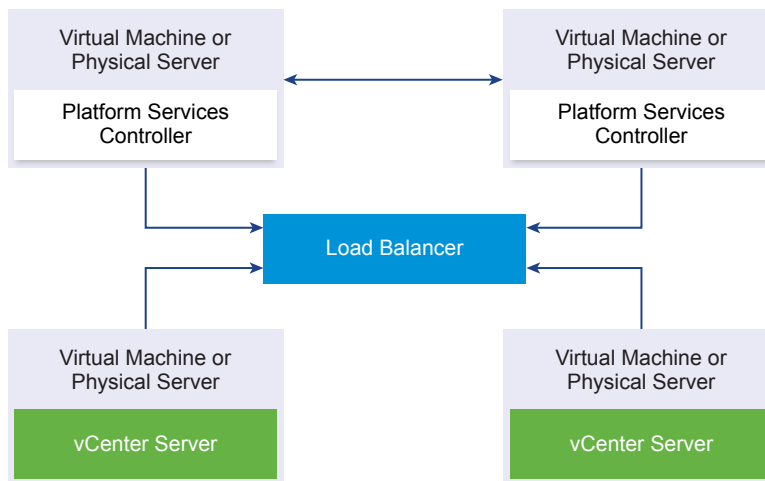 Virtual Machine or
Physical Server
Platform Services
Controller
Virtual Machine or
Physical Server
Platform Services
Controller
Load Balancer
Virtual Machine or
Physical Server
vCenter Server
Virtual Machine or
Physical Server
vCenter Server